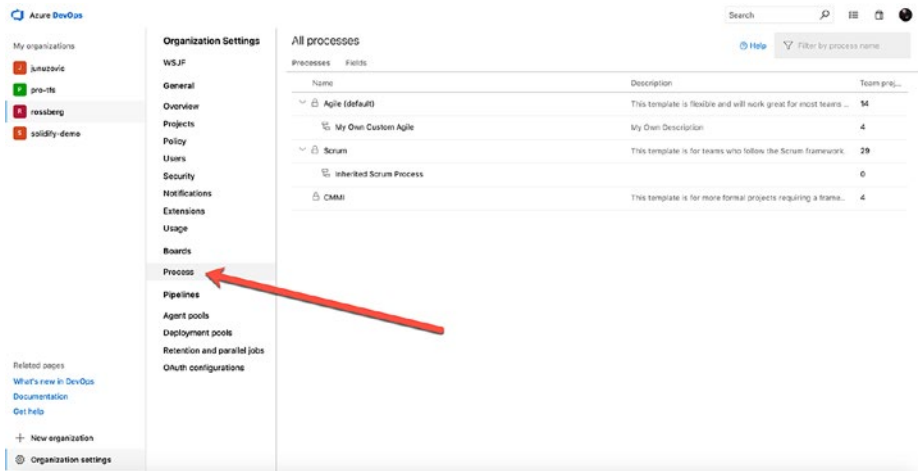 Azure DevOps
Search
My organizations
J junuzovic
P pro-tfs
R rossberg
S solidify-demo
Related pages
What's new in DevOps
Documentation
Get help
New organization
Organization settings
Organization Settings
WSJF
General
Overview
Projects
Policy
Users
Security
Notifications
Extensions
Usage
Boards
Process
Pipelines
Agent pools
Deployment pools
Retention and parallel jobs
OAuth configurations
All processes
Help
Filter by process name
Processes Fields
Name Description Team proj...
Agile (default) This template is flexible and will work great for most teams ... 14
My Own Custom Agile My Own Description 4
Scrum This template is for teams who follow the Scrum framework. 29
Inherited Scrum Process 0
CMMI This template is for more formal projects requiring a frame... 4